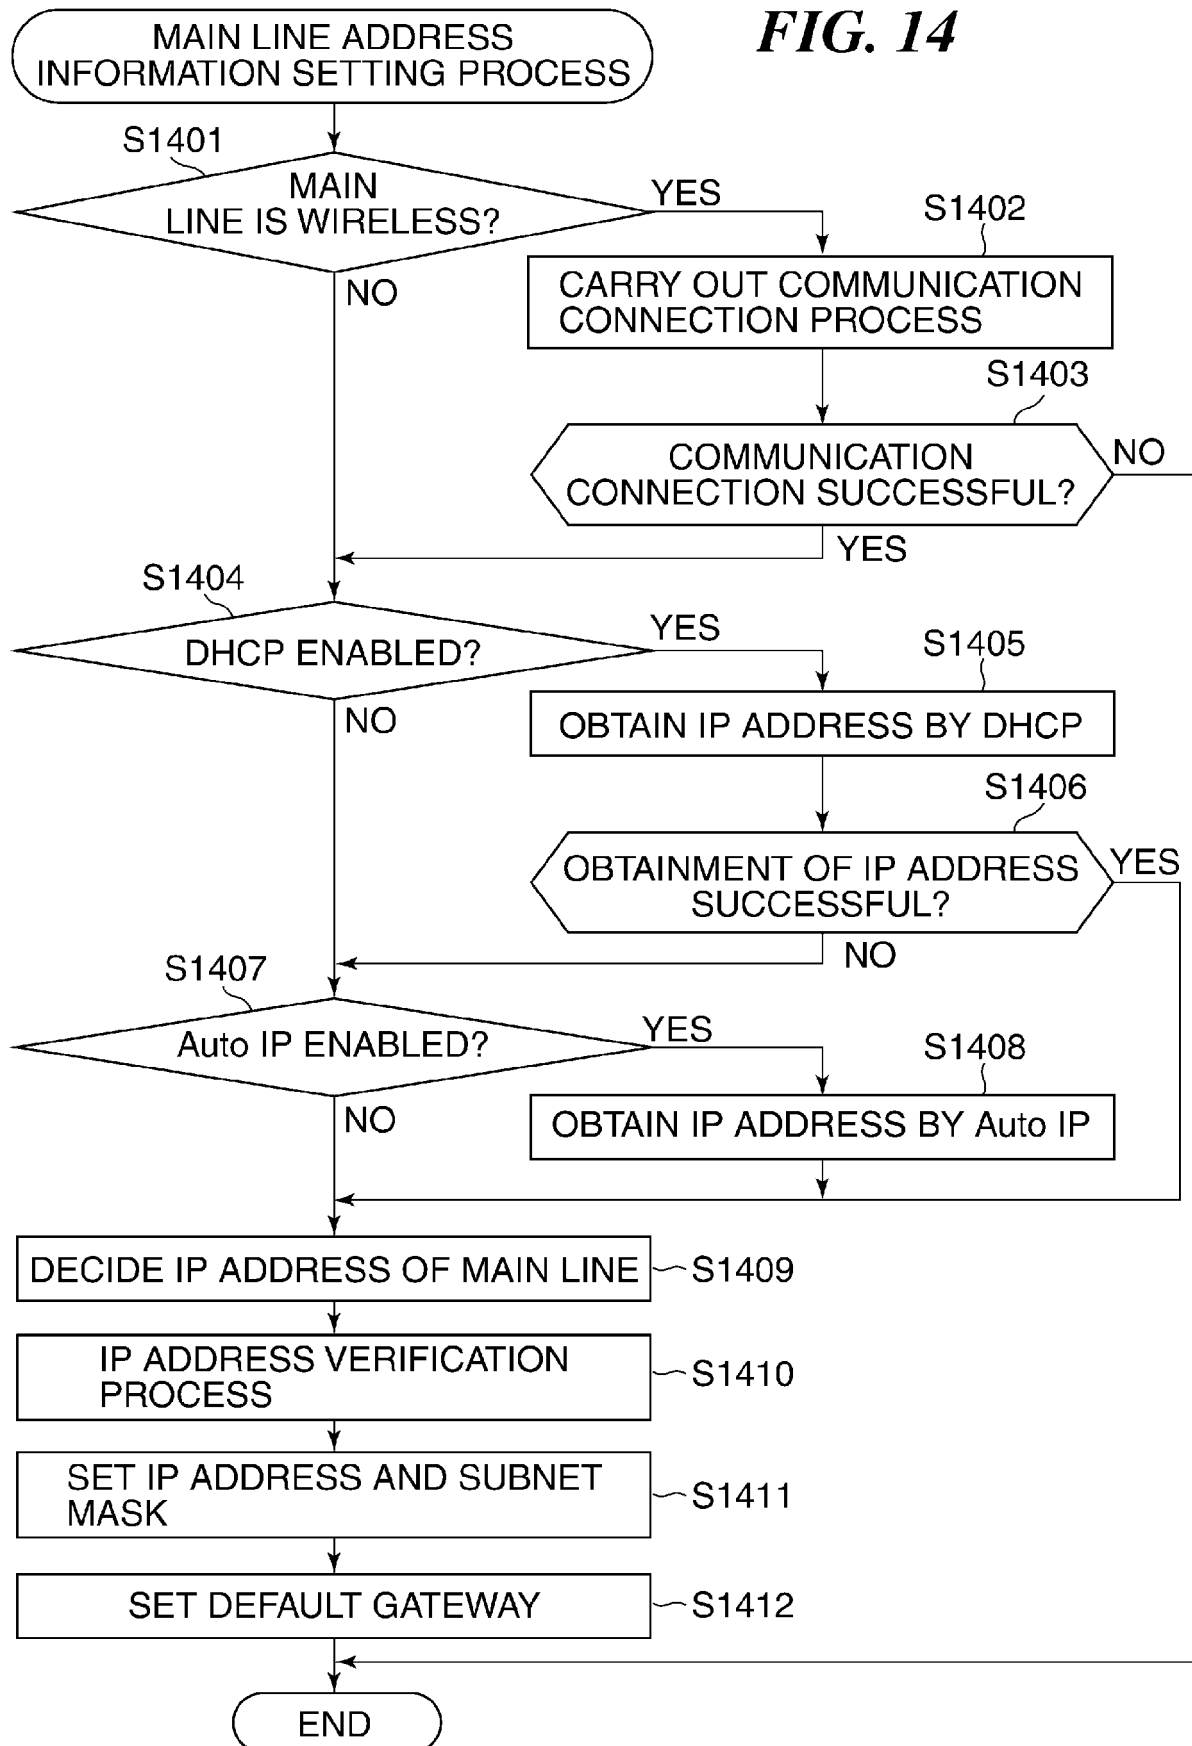 FIG. 14
MAIN LINE ADDRESS
INFORMATION SETTING PROCESS
S1401
MAIN
LINE IS WIRELESS?
YES
NO
S1402
CARRY OUT COMMUNICATION
CONNECTION PROCESS
S1403
COMMUNICATION
CONNECTION SUCCESSFUL?
NO
YES
S1404
DHCP ENABLED?
YES
NO
S1405
OBTAIN IP ADDRESS BY DHCP
S1406
OBTAINMENT OF IP ADDRESS
SUCCESSFUL?
YES
NO
S1407
Auto IP ENABLED?
YES
NO
S1408
OBTAIN IP ADDRESS BY Auto IP
DECIDE IP ADDRESS OF MAIN LINE
S1409
IP ADDRESS VERIFICATION
PROCESS
S1410
SET IP ADDRESS AND SUBNET
MASK
S1411
SET DEFAULT GATEWAY
S1412
END